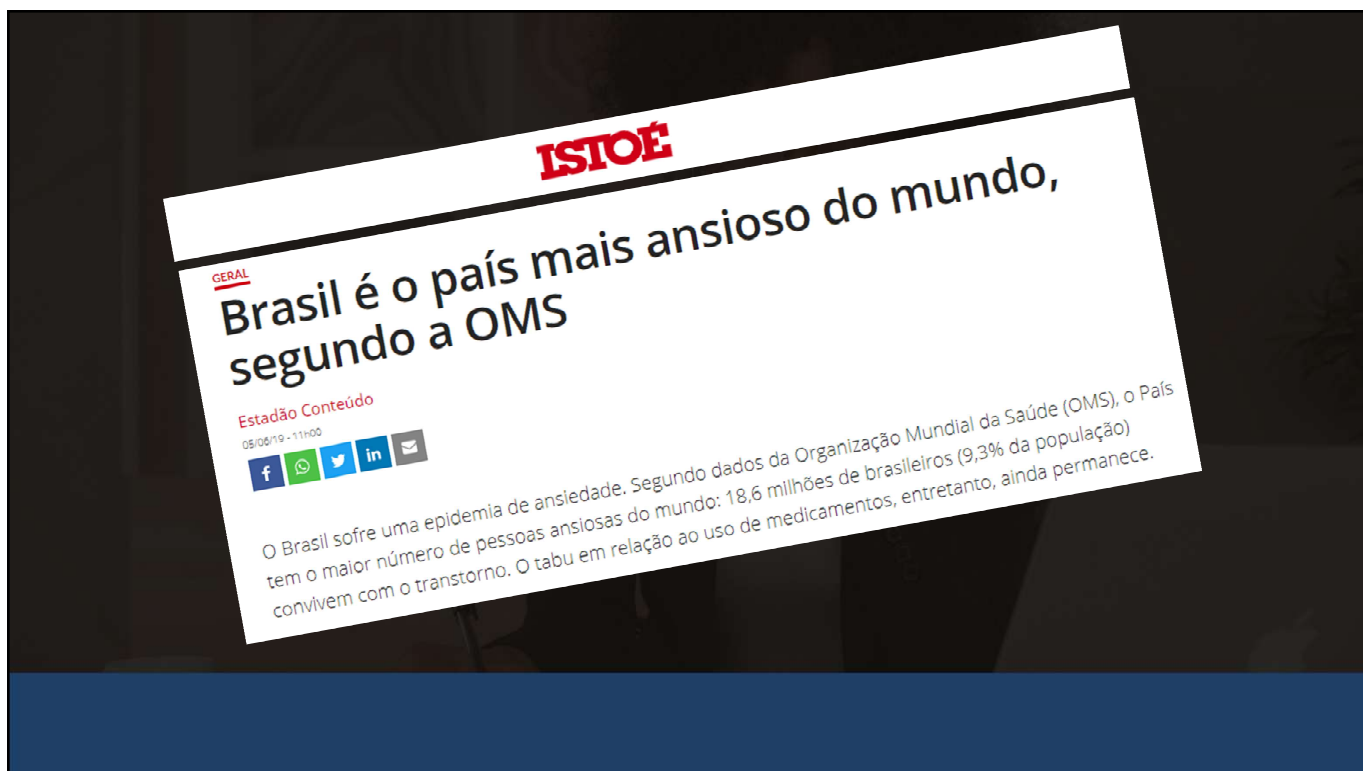 ISTOÉ
GERAL
Brasil é o país mais ansioso do mundo,
segundo a OMS
Estadão Conteúdo
05/06/19 - 11h00
O Brasil sofre uma epidemia de ansiedade. Segundo dados da Organização Mundial da Saúde (OMS), o País
tem o maior número de pessoas ansiosas do mundo: 18,6 milhões de brasileiros (9,3% da população)
convivem com o transtorno. O tabu em relação ao uso de medicamentos, entretanto, ainda permanece.